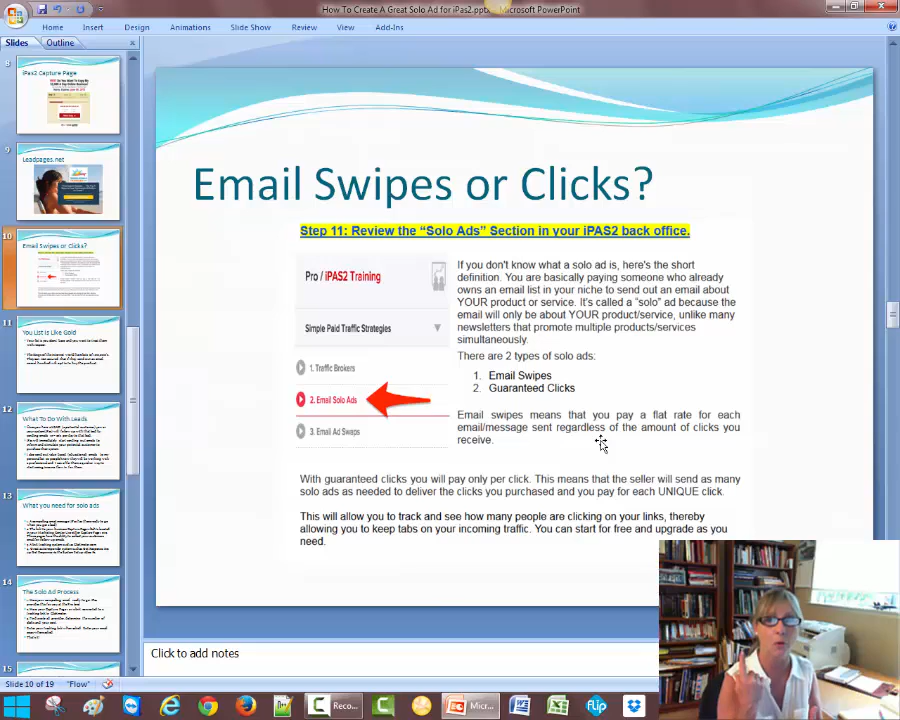 How To Create A Great Solo Ad for iPas2.pptx - Microsoft PowerPoint
Home Insert Design Animations Slide Show Review View Add-Ins
Slides Outline
8
iPas2 Capture Page
9
Leadpages.net
10
Email Swipes or Clicks?
11
You List is Like Gold
12
What To Do With Leads
13
What you need for solo ads
14
The Solo Ad Process
15
Email Swipes or Clicks?
Step 11: Review the “Solo Ads” Section in your iPAS2 back office.
Pro / iPAS2 Training
Simple Paid Traffic Strategies
1. Traffic Brokers
2. Email Solo Ads
3. Email Ad Swaps
If you don't know what a solo ad is, here's the short
definition. You are basically paying someone who already
owns an email list in your niche to send out an email about
YOUR product or service. It's called a “solo” ad because the
email will only be about YOUR product/service, unlike many
newsletters that promote multiple products/services
simultaneously.
There are 2 types of solo ads:
1. Email Swipes
2. Guaranteed Clicks
Email swipes means that you pay a flat rate for each
email/message sent regardless of the amount of clicks you
receive.
With guaranteed clicks you will pay only per click. This means that the seller will send as many
solo ads as needed to deliver the clicks you purchased and you pay for each UNIQUE click.
This will allow you to track and see how many people are clicking on your links, thereby
allowing you to keep tabs on your incoming traffic. You can start for free and upgrade as you
need.
Click to add notes
Slide 10 of 19 "Flow"
Reco... Micr...
flip